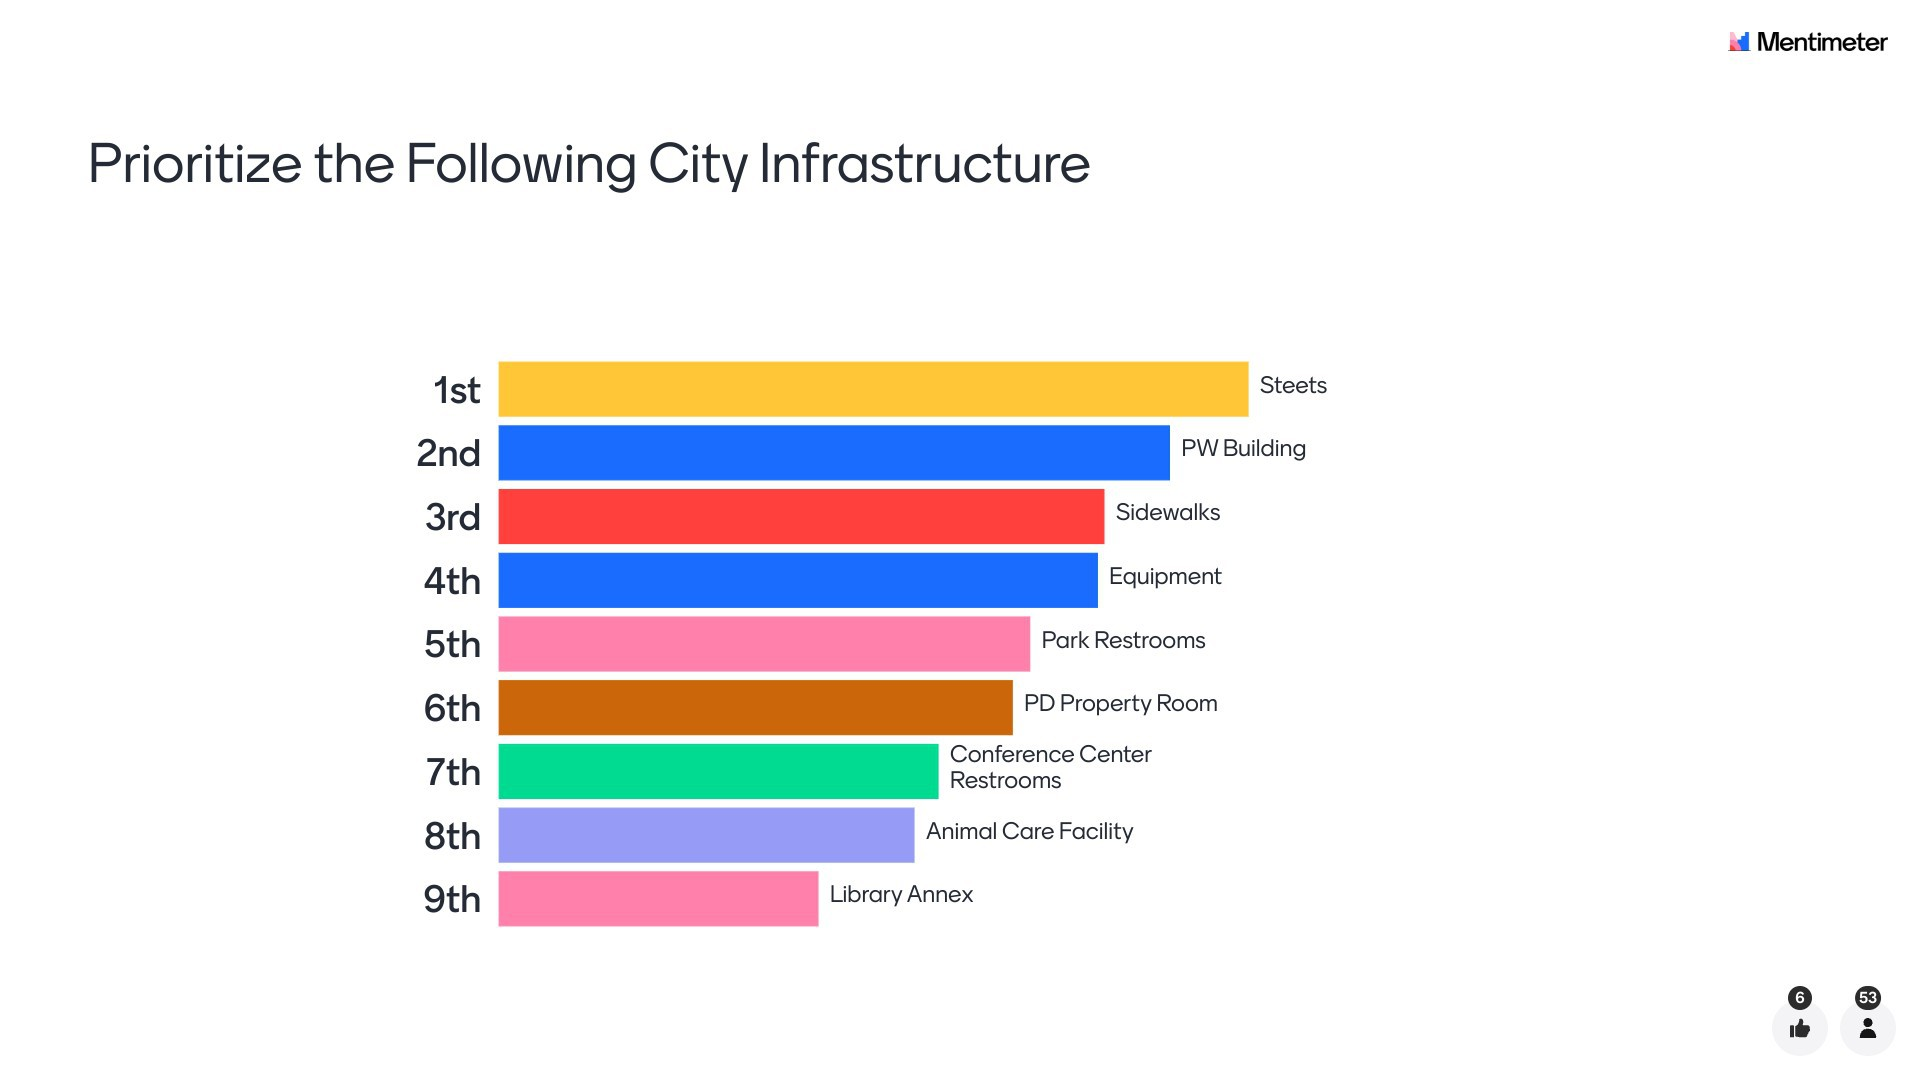 Mentimeter
Prioritize the Following City Infrastructure
1st Steets
2nd PW Building
3rd Sidewalks
4th Equipment
5th Park Restrooms
6th PD Property Room
7th Conference Center
Restrooms
8th Animal Care Facility
9th Library Annex
6 53